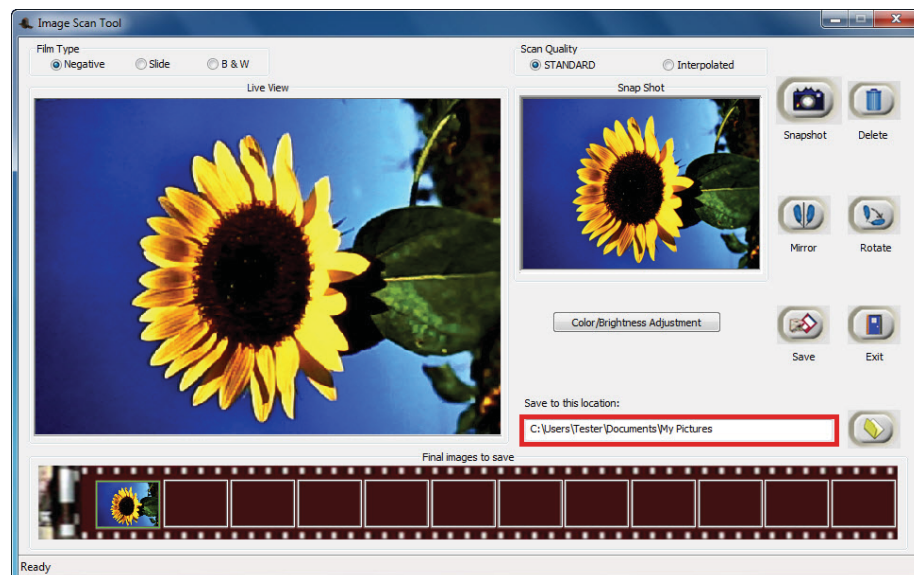 Image Scan Tool
Film Type
Negative Slide B & W
Scan Quality
STANDARD Interpolated
Live View
Snap Shot
Snapshot Delete
Mirror Rotate
Color/Brightness Adjustment
Save Exit
Save to this location:
C:\Users\Tester\Documents\My Pictures
Final images to save
Ready